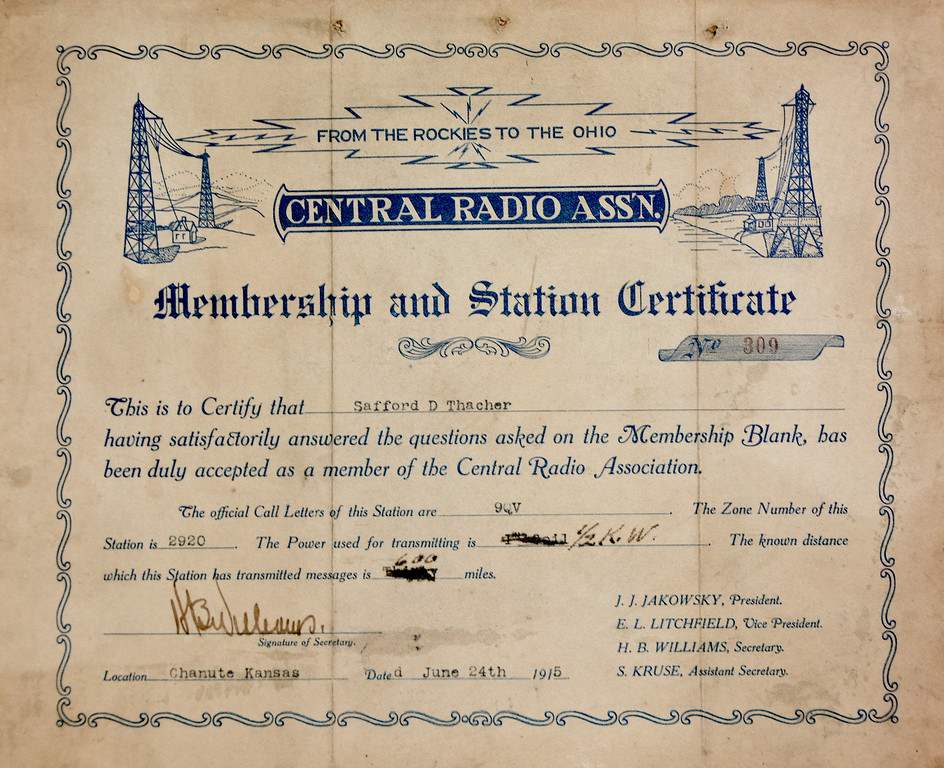 FROM THE ROCKIES TO THE OHIO
CENTRAL RADIO ASS'N.
Membership and Station Certificate
No 309
This is to Certify that Safford D Thacher
having satisfactorily answered the questions asked on the Membership Blank, has
been duly accepted as a member of the Central Radio Association.
The official Call Letters of this Station are 9QV. The Zone Number of this
Station is 2920. The Power used for transmitting is 1/2 K.W. The known distance
which this Station has transmitted messages is 600 miles.
HB Williams.
Signature of Secretary.
J. J. JAKOWSKY, President.
E. L. LITCHFIELD, Vice President.
H. B. WILLIAMS, Secretary.
S. KRUSE, Assistant Secretary.
Location Chanute Kansas Dated June 24th 1915